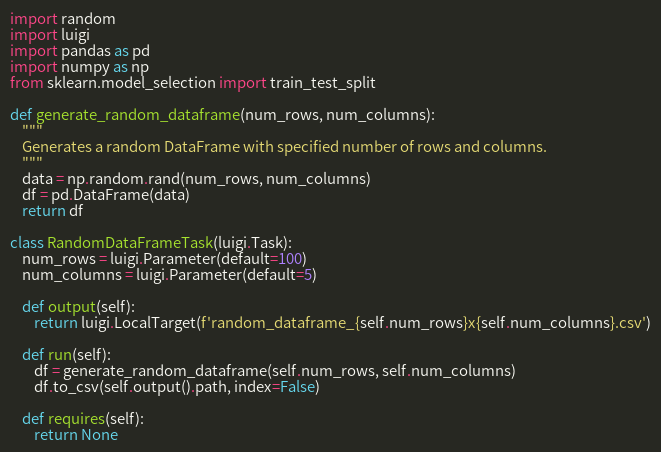 import random
import luigi
import pandas as pd
import numpy as np
from sklearn.model_selection import train_test_split

def generate_random_dataframe(num_rows, num_columns):
    """
    Generates a random DataFrame with specified number of rows and columns.
    """
    data = np.random.rand(num_rows, num_columns)
    df = pd.DataFrame(data)
    return df

class RandomDataFrameTask(luigi.Task):
    num_rows = luigi.Parameter(default=100)
    num_columns = luigi.Parameter(default=5)

    def output(self):
        return luigi.LocalTarget(f'random_dataframe_{self.num_rows}x{self.num_columns}.csv')

    def run(self):
        df = generate_random_dataframe(self.num_rows, self.num_columns)
        df.to_csv(self.output().path, index=False)

    def requires(self):
        return None